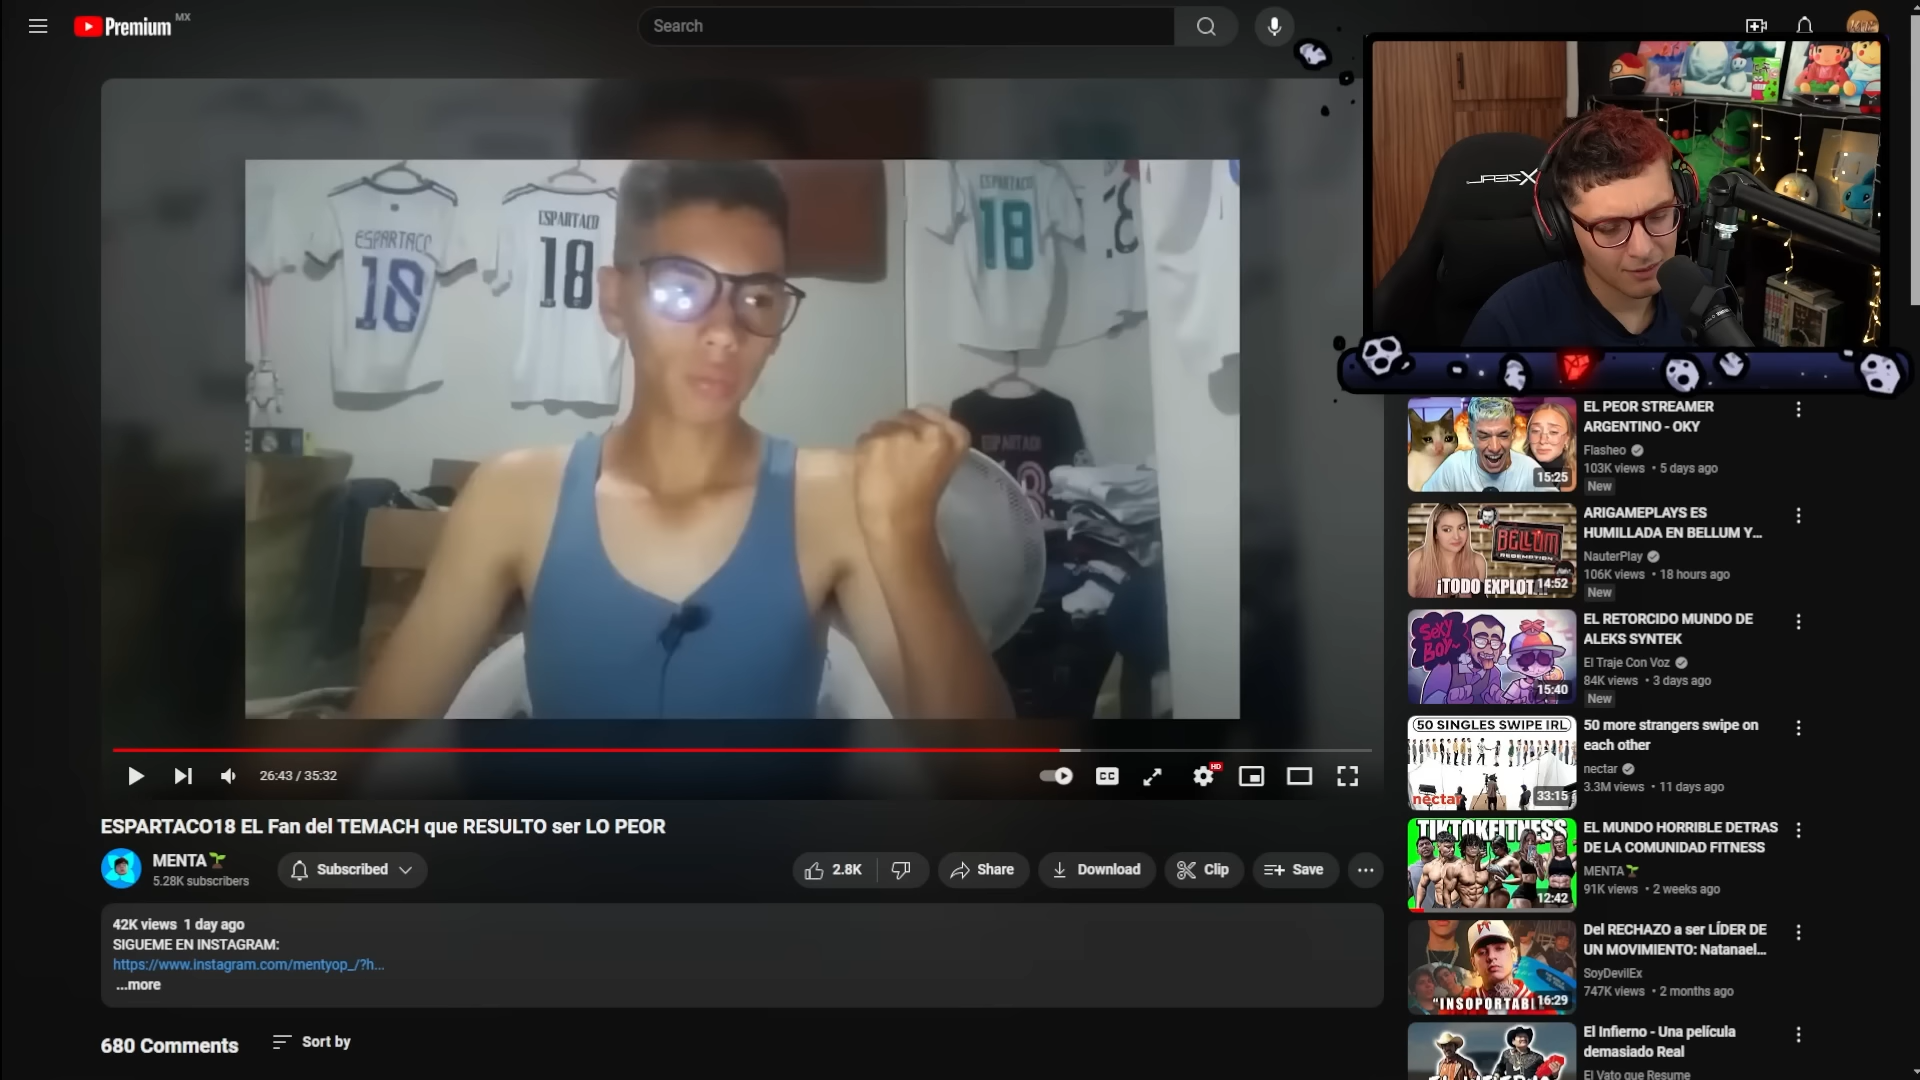 Premium MX
Search
ESPARTACO
18
ESPARTACO
18
ESPARTACO
18
26:43 / 35:32
CC
HD
ESPARTACO18 EL Fan del TEMACH que RESULTO ser LO PEOR
MENTA
5.28K subscribers
Subscribed
2.8K
Share
Download
Clip
Save
42K views 1 day ago
SIGUEME EN INSTAGRAM:
https://www.instagram.com/mentyop_/?h...
...more
680 Comments
Sort by
EL PEOR STREAMER
ARGENTINO - OKY
Flasheo
103K views • 5 days ago
New
15:25
ARIGAMEPLAYS ES
HUMILLADA EN BELLUM Y...
NauterPlay
106K views • 18 hours ago
New
BELLUM
REDEMPTION
¡TODO EXPLOT...
14:52
EL RETORCIDO MUNDO DE
ALEKS SYNTEK
El Traje Con Voz
84K views • 3 days ago
New
SEXY
BOY~
15:40
50 more strangers swipe on
each other
nectar
3.3M views • 11 days ago
50 SINGLES SWIPE IRL
nectar
33:15
EL MUNDO HORRIBLE DETRAS
DE LA COMUNIDAD FITNESS
MENTA
91K views • 2 weeks ago
TIKTOKFITNESS
12:42
Del RECHAZO a ser LÍDER DE
UN MOVIMIENTO: Natanael...
SoyDevilEx
747K views • 2 months ago
"INSOPORTABL
16:29
El Infierno - Una película
demasiado Real
El Vato que Resume